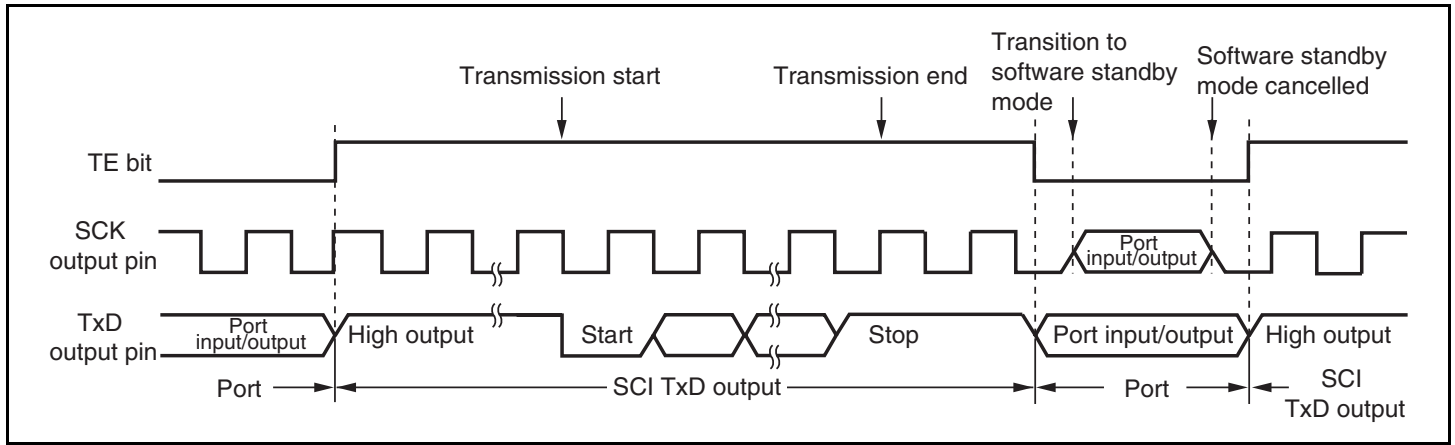 Transmission start
Transmission end
Transition to
software standby
mode
Software standby
mode cancelled
TE bit
SCK
output pin
Port
input/output
TxD
output pin
Port
input/output
High output
Start
Stop
Port input/output
High output
Port
SCI TxD output
Port
SCI
TxD output